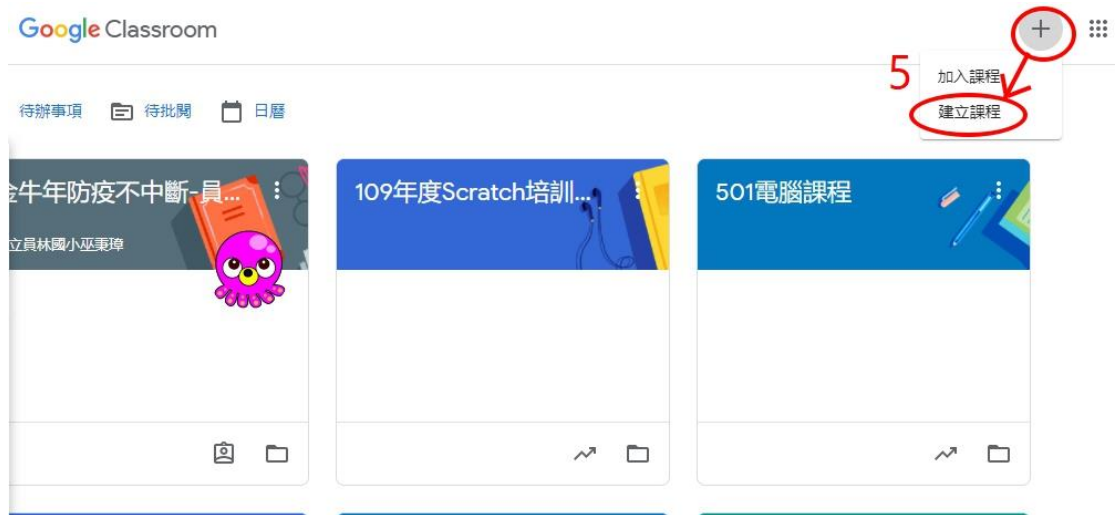 Google Classroom
5
加入課程
建立課程
待辦事項 待批閱 日曆
金牛年防疫不中斷-員...
立員林國小巫秉璋
109年度Scratch培訓...
501電腦課程